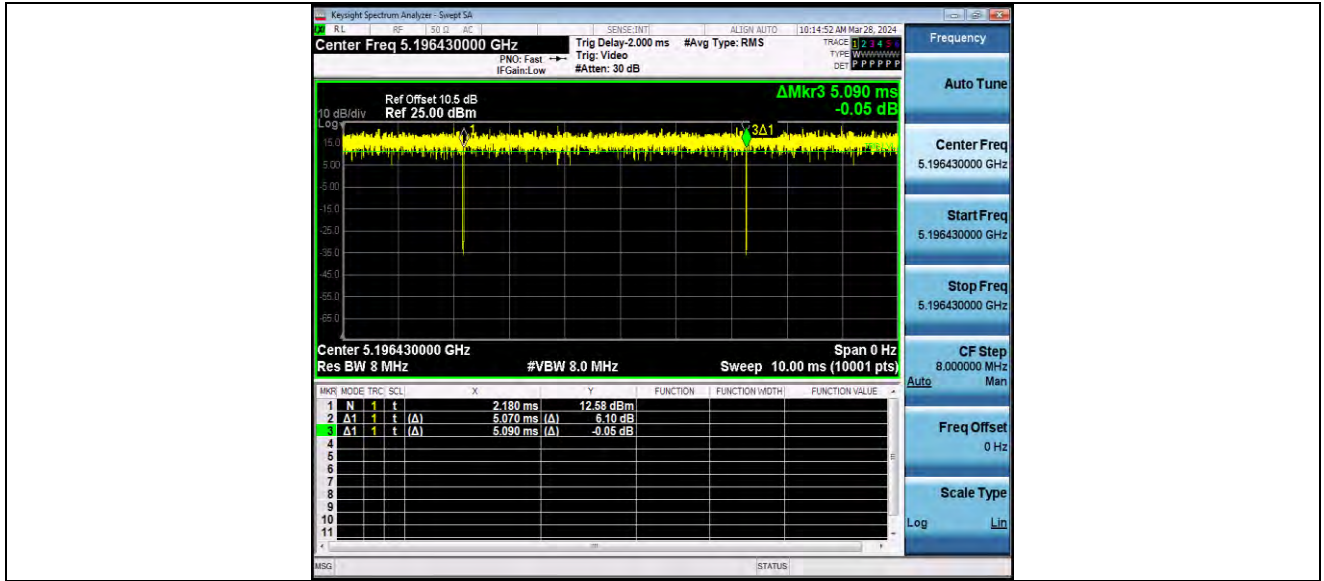 Keysight Spectrum Analyzer - Swept SA
RL RF 50 Ω AC SENSE:INT ALIGN AUTO 10:14:52 AM Mar 28, 2024
Center Freq 5.196430000 GHz
PNO: Fast
IFGain:Low
Trig Delay-2.000 ms
Trig: Video
#Atten: 30 dB
#Avg Type: RMS
TRACE 1 2 3 4 5 6
TYPE WWWWWW
DET P P P P P P
ΔMkr3 5.090 ms
-0.05 dB
Ref Offset 10.5 dB
10 dB/div Ref 25.00 dBm
Log
1
3Δ1
15.0
5.00
-5.00
-15.0
-25.0
-35.0
-45.0
-55.0
-65.0
Center 5.196430000 GHz Span 0 Hz
Res BW 8 MHz #VBW 8.0 MHz Sweep 10.00 ms (10001 pts)
MKR MODE TRC SCL X Y FUNCTION FUNCTION WIDTH FUNCTION VALUE
1 N 1 t 2.180 ms 12.58 dBm
2 Δ1 1 t (Δ) 5.070 ms (Δ) 6.10 dB
3 Δ1 1 t (Δ) 5.090 ms (Δ) -0.05 dB
4
5
6
7
8
9
10
11
MSG STATUS
Frequency
Auto Tune
Center Freq
5.196430000 GHz
Start Freq
5.196430000 GHz
Stop Freq
5.196430000 GHz
CF Step
8.000000 MHz
Auto Man
Freq Offset
0 Hz
Scale Type
Log Lin